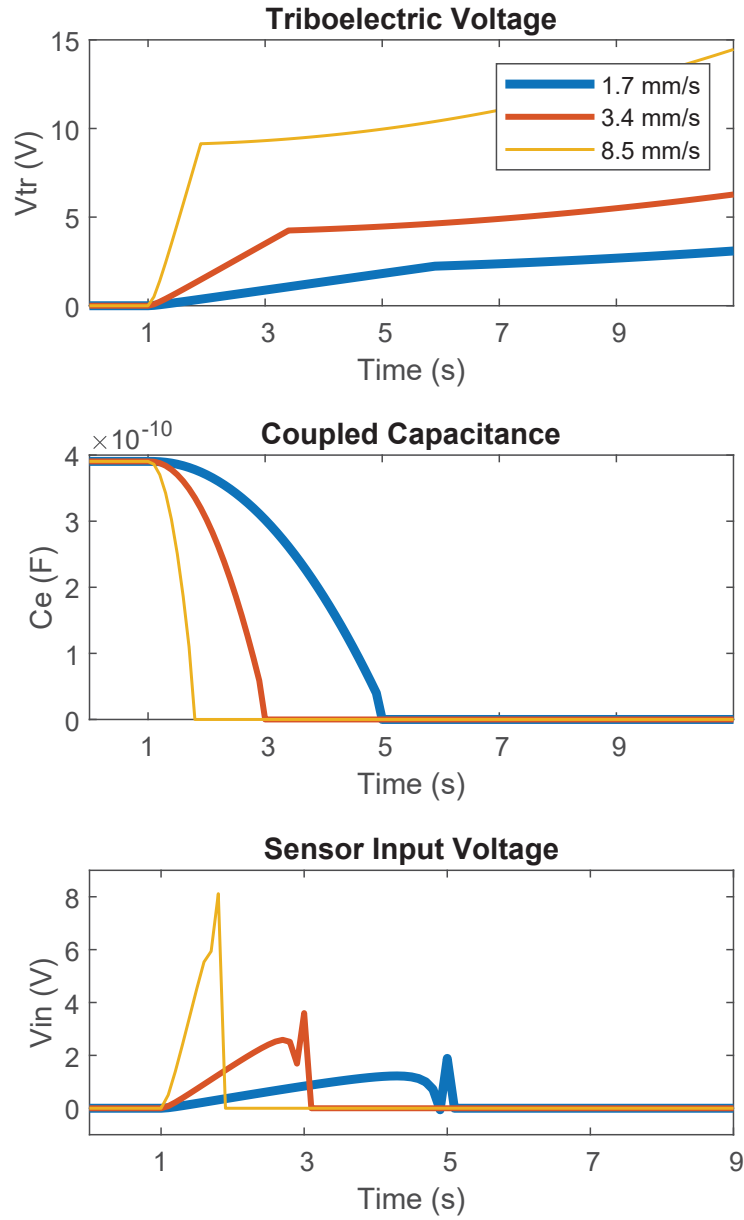 Triboelectric Voltage
15
10
5
0
Vtr (V)
1.7 mm/s
3.4 mm/s
8.5 mm/s
1 3 5 7 9
Time (s)
×10-10
Coupled Capacitance
4
3
2
1
0
Ce (F)
1 3 5 7 9
Time (s)
Sensor Input Voltage
8
6
4
2
0
Vin (V)
1 3 5 7 9
Time (s)